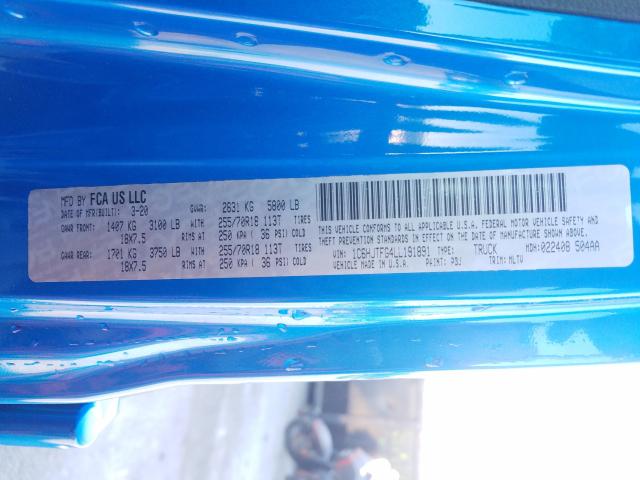 MFD BY FCA US LLC
DATE OF MFR(BUILT): 3-20 GVWR: 2631 KG 5800 LB
GAWR FRONT: 1407 KG 3100 LB WITH 255/70R18 113T TIRES
18X7.5 RIMS AT 250 KPA ( 36 PSI) COLD
GAWR REAR: 1701 KG 3750 LB WITH 255/70R18 113T TIRES
18X7.5 RIMS AT 250 KPA ( 36 PSI) COLD
THIS VEHICLE CONFORMS TO ALL APPLICABLE U.S.A. FEDERAL MOTOR VEHICLE SAFETY AND
THEFT PREVENTION STANDARDS IN EFFECT ON THE DATE OF MANUFACTURE SHOWN ABOVE.
VIN: 1C6HJTFG4LL191891 TYPE: TRUCK MDH: 022408 504AA
VEHICLE MADE IN U.S.A. PAINT: PBJ TRIM: MLTV